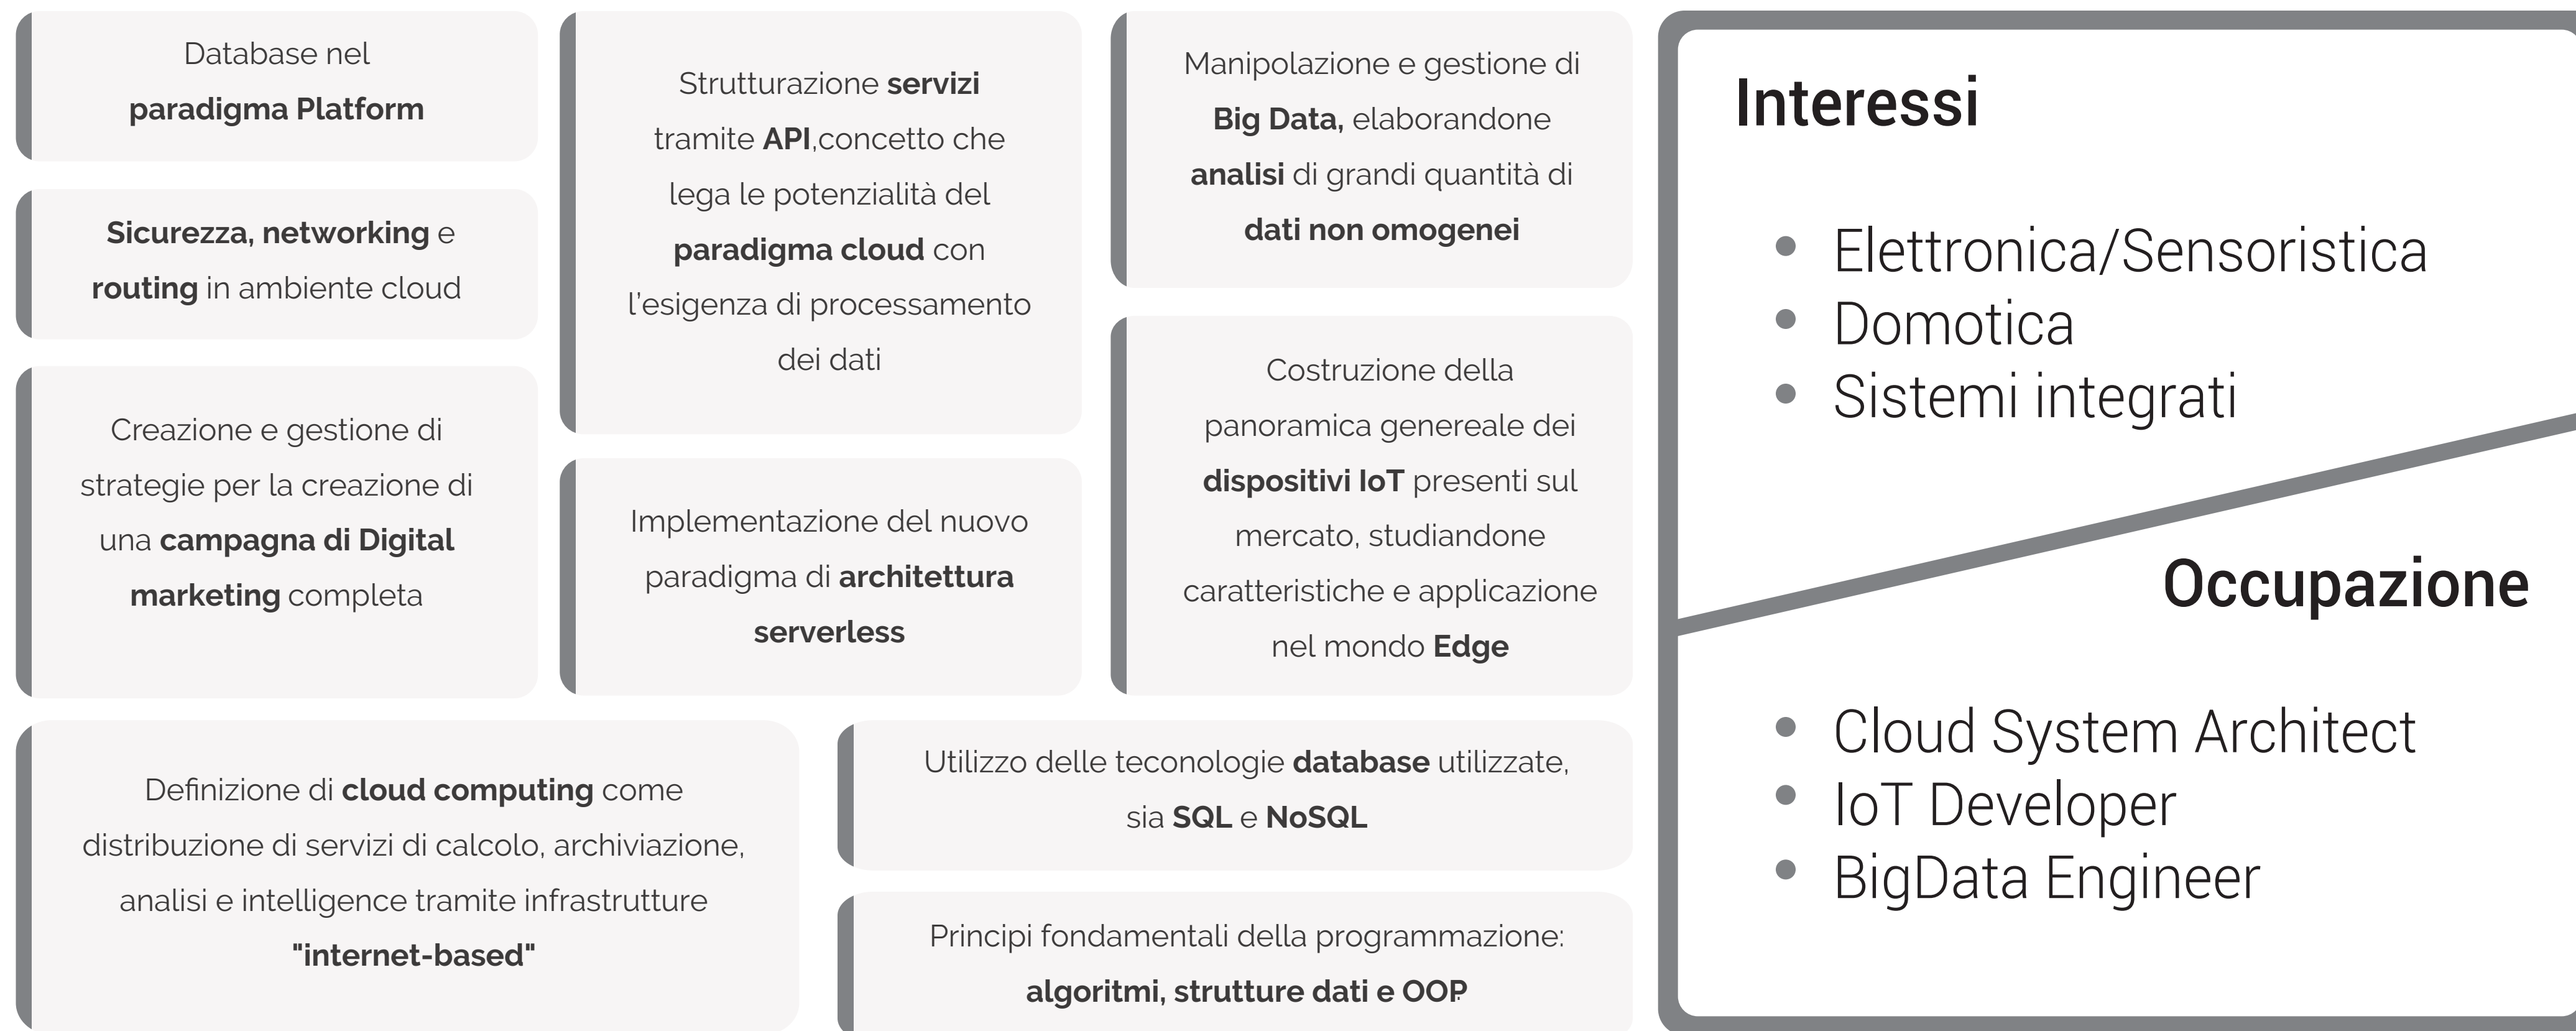 Database nel
paradigma Platform
Sicurezza, networking e
routing in ambiente cloud
Creazione e gestione di
strategie per la creazione di
una campagna di Digital
marketing completa
Strutturazione servizi
tramite API,concetto che
lega le potenzialità del
paradigma cloud con
l'esigenza di processamento
dei dati
Implementazione del nuovo
paradigma di architettura
serverless
Manipolazione e gestione di
Big Data, elaborandone
analisi di grandi quantità di
dati non omogenei
Costruzione della
panoramica genereale dei
dispositivi IoT presenti sul
mercato, studiandone
caratteristiche e applicazione
nel mondo Edge
Definizione di cloud computing come
distribuzione di servizi di calcolo, archiviazione,
analisi e intelligence tramite infrastrutture
"internet-based"
Utilizzo delle teconologie database utilizzate,
sia SQL e NoSQL
Principi fondamentali della programmazione:
algoritmi, strutture dati e OOP
Interessi
• Elettronica/Sensoristica
• Domotica
• Sistemi integrati
Occupazione
• Cloud System Architect
• IoT Developer
• BigData Engineer